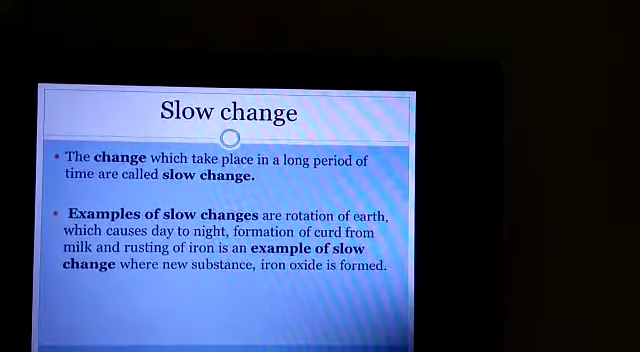 Slow change
• The change which take place in a long period of
time are called slow change.
• Examples of slow changes are rotation of earth,
which causes day to night, formation of curd from
milk and rusting of iron is an example of slow
change where new substance, iron oxide is formed.